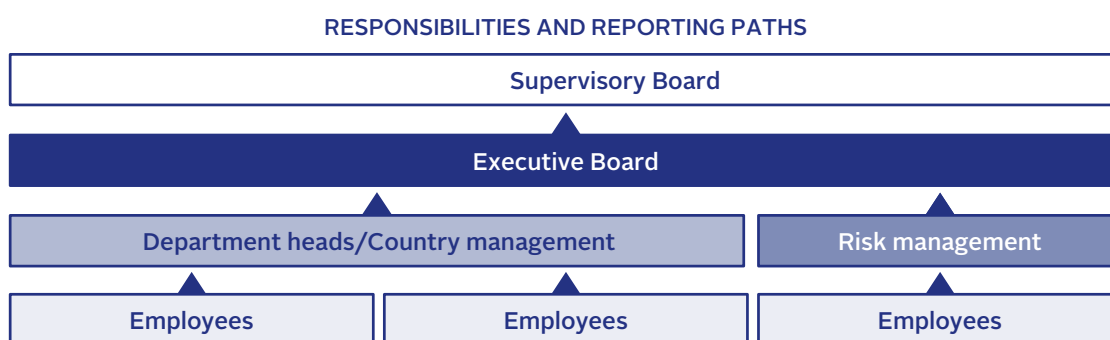 RESPONSIBILITIES AND REPORTING PATHS
Supervisory Board
Executive Board
Department heads/Country management
Risk management
Employees
Employees
Employees